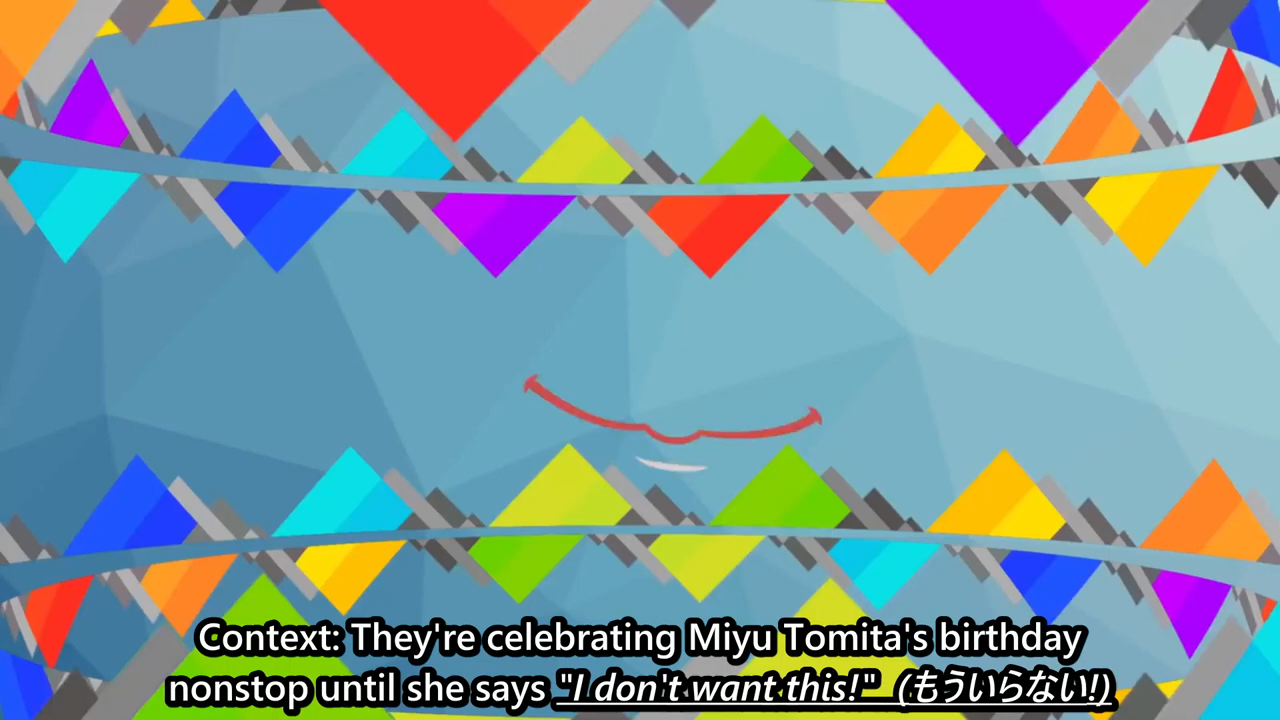 Context: They're celebrating Miyu Tomita's birthday
nonstop until she says "I don't want this!" (もういらない!)